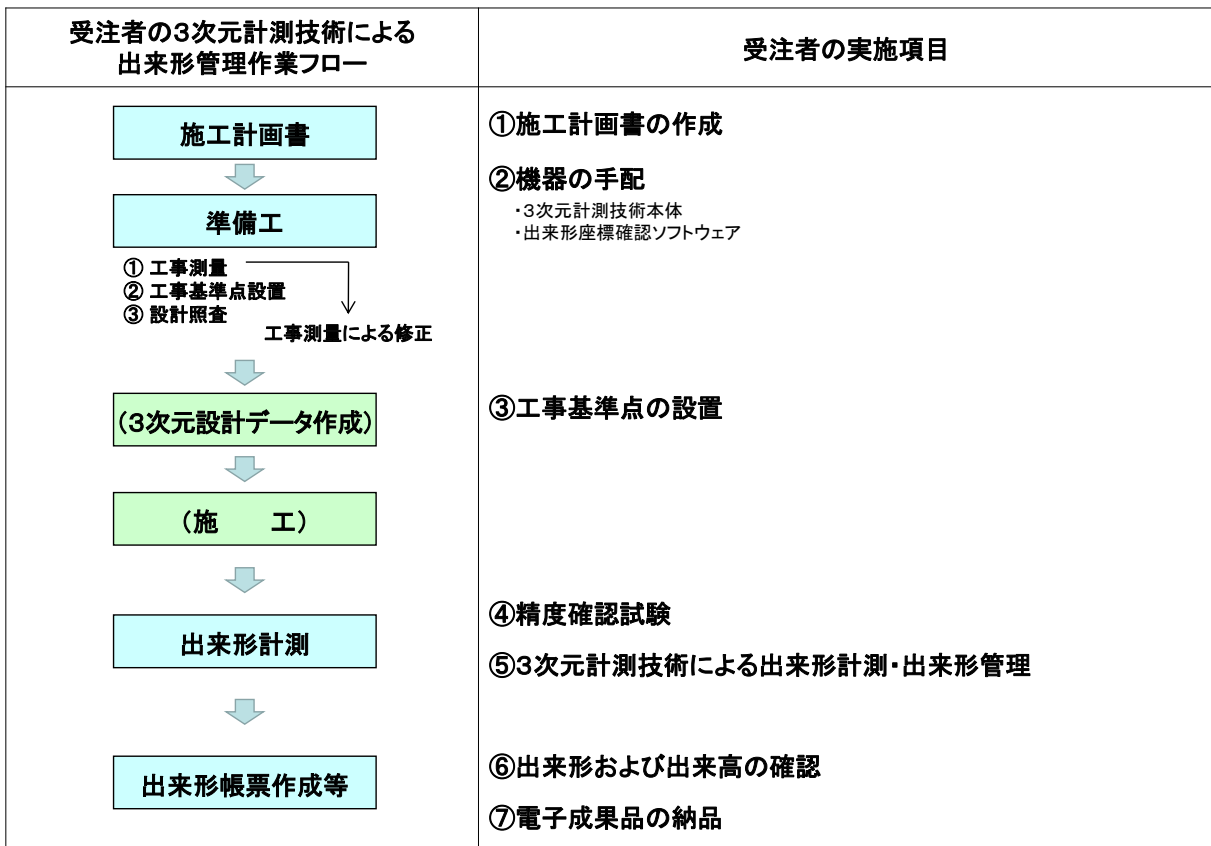 受注者の3次元計測技術による
出来形管理作業フロー
受注者の実施項目
施工計画書
準備工
① 工事測量
② 工事基準点設置
③ 設計照査
工事測量による修正
(3次元設計データ作成)
(施　　工)
出来形計測
出来形帳票作成等
①施工計画書の作成
②機器の手配
・3次元計測技術本体
・出来形座標確認ソフトウェア
③工事基準点の設置
④精度確認試験
⑤3次元計測技術による出来形計測・出来形管理
⑥出来形および出来高の確認
⑦電子成果品の納品